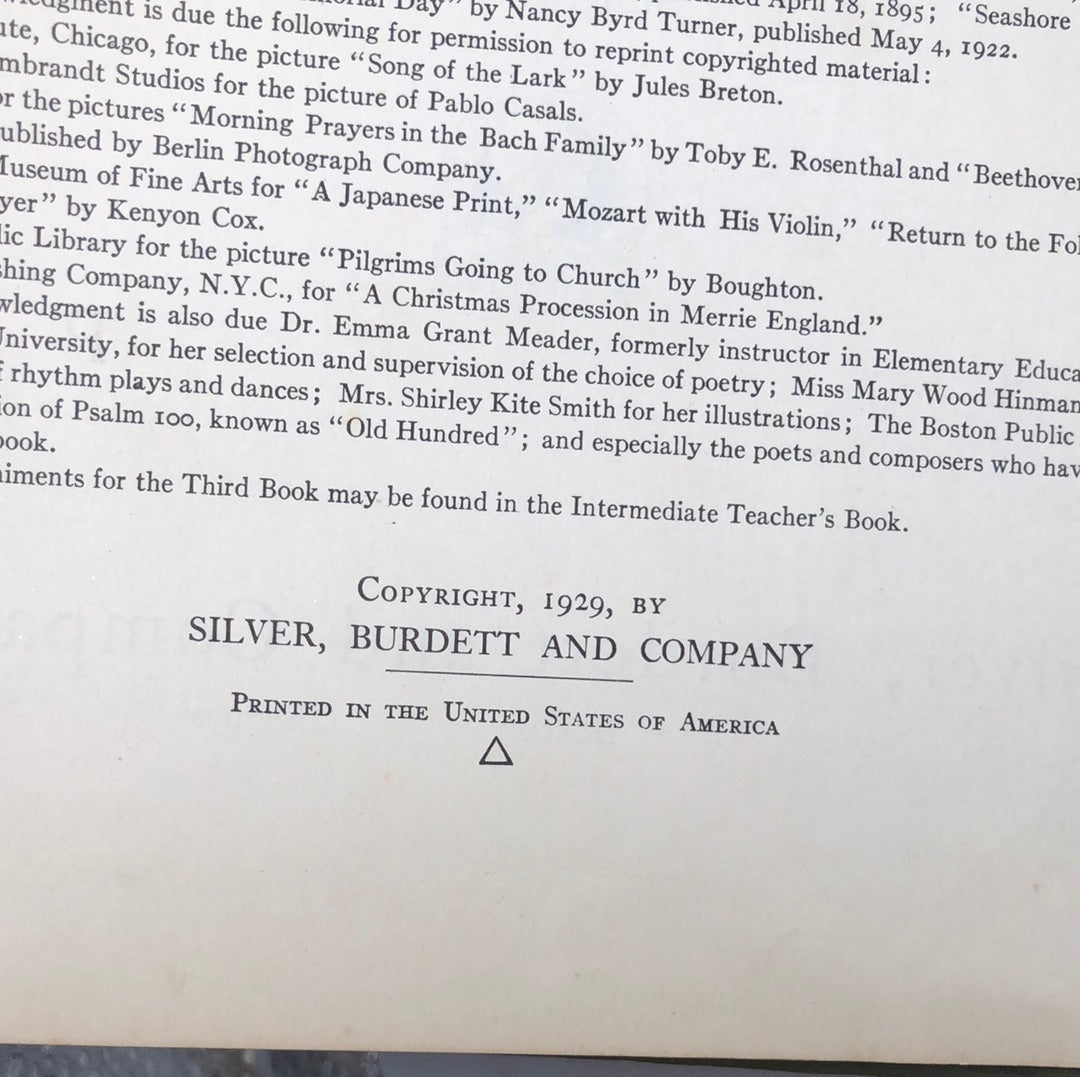 Day" by Nancy Byrd Turner, published May 4, 1922.
April 18, 1895; "Seashore
is due the following for permission to reprint copyrighted material:
Chicago, for the picture "Song of the Lark" by Jules Breton.
mbrandt Studios for the picture of Pablo Casals.
r the pictures "Morning Prayers in the Bach Family" by Toby E. Rosenthal and "Beethoven
ublished by Berlin Photograph Company.
Museum of Fine Arts for "A Japanese Print," "Mozart with His Violin," "Return to the Fol
yer" by Kenyon Cox.
lic Library for the picture "Pilgrims Going to Church" by Boughton.
shing Company, N.Y.C., for "A Christmas Procession in Merrie England."
wledgment is also due Dr. Emma Grant Meader, formerly instructor in Elementary Educa
University, for her selection and supervision of the choice of poetry; Miss Mary Wood Hinman
f rhythm plays and dances; Mrs. Shirley Kite Smith for her illustrations; The Boston Public
ion of Psalm 100, known as "Old Hundred"; and especially the poets and composers who hav
book.
niments for the Third Book may be found in the Intermediate Teacher's Book.
Copyright, 1929, by
SILVER, BURDETT AND COMPANY
Printed in the United States of America